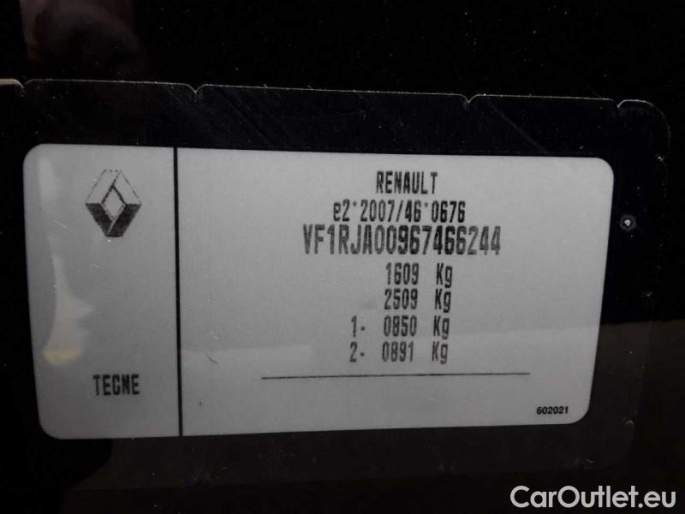 RENAULT
e2*2007/46*0676
VF1RJA00967466244
1609 Kg
2509 Kg
1- 0850 Kg
2- 0891 Kg
TECNE
602021
CarOutlet.eu